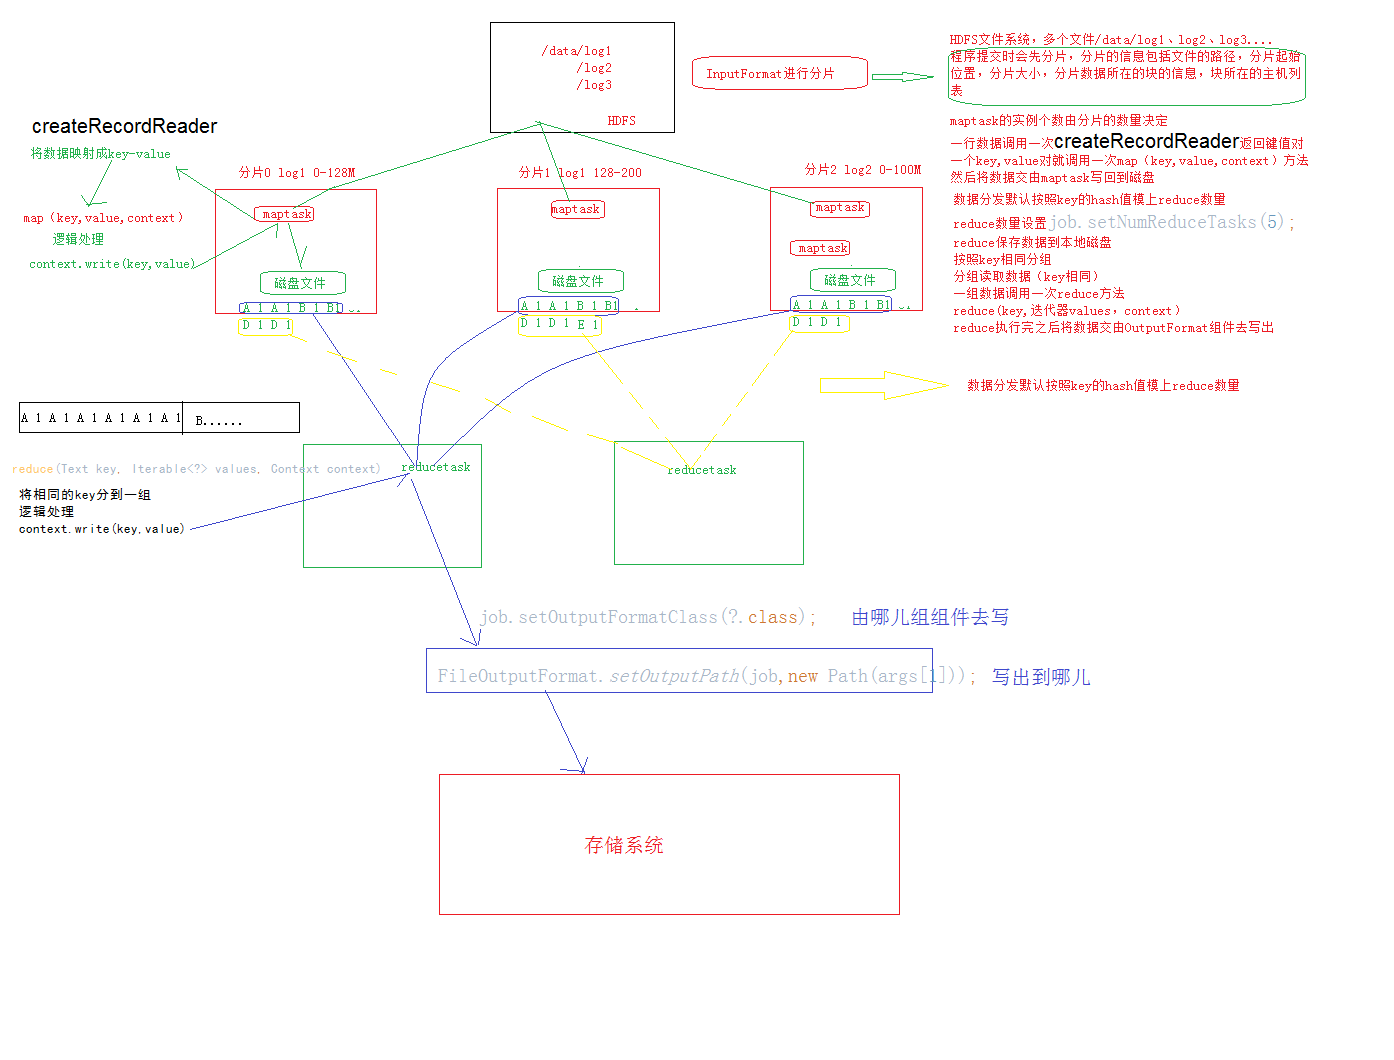 /data/log1
/log2
/log3
HDFS
InputFormat进行分片
HDFS文件系统，多个文件/data/log1、log2、log3....
程序提交时会先分片，分片的信息包括文件的路径，分片起始
位置，分片大小，分片数据所在的块的信息，块所在的主机列
表
maptask的实例个数由分片的数量决定
一行数据调用一次createRecordReader返回键值对
一个key,value对就调用一次map（key,value,context）方法
然后将数据交由maptask写回到磁盘
数据分发默认按照key的hash值模上reduce数量
reduce数量设置job.setNumReduceTasks(5);
reduce保存数据到本地磁盘
按照key相同分组
分组读取数据（key相同）
一组数据调用一次reduce方法
reduce(key,迭代器values，context）
reduce执行完之后将数据交由OutputFormat组件去写出
createRecordReader
将数据映射成key-value
map（key,value,context）
逻辑处理
context.write(key,value)
分片0 log1 0-128M
maptask
磁盘文件
A 1 A 1 B 1 B1
D 1 D 1
分片1 log1 128-200
maptask
磁盘文件
A 1 A 1 B 1 B1
D 1 D 1 E 1
分片2 log2 0-100M
maptask
maptask
磁盘文件
A 1 A 1 B 1 B1
D 1 D 1
数据分发默认按照key的hash值模上reduce数量
A 1 A 1 A 1 A 1 A 1 A 1 B......
reduce(Text key, Iterable<?> values, Context context)
将相同的key分到一组
逻辑处理
context.write(key,value)
reducetask
reducetask
job.setOutputFormatClass(?.class); 由哪儿组组件去写
FileOutputFormat.setOutputPath(job,new Path(args[1])); 写出到哪儿
存储系统